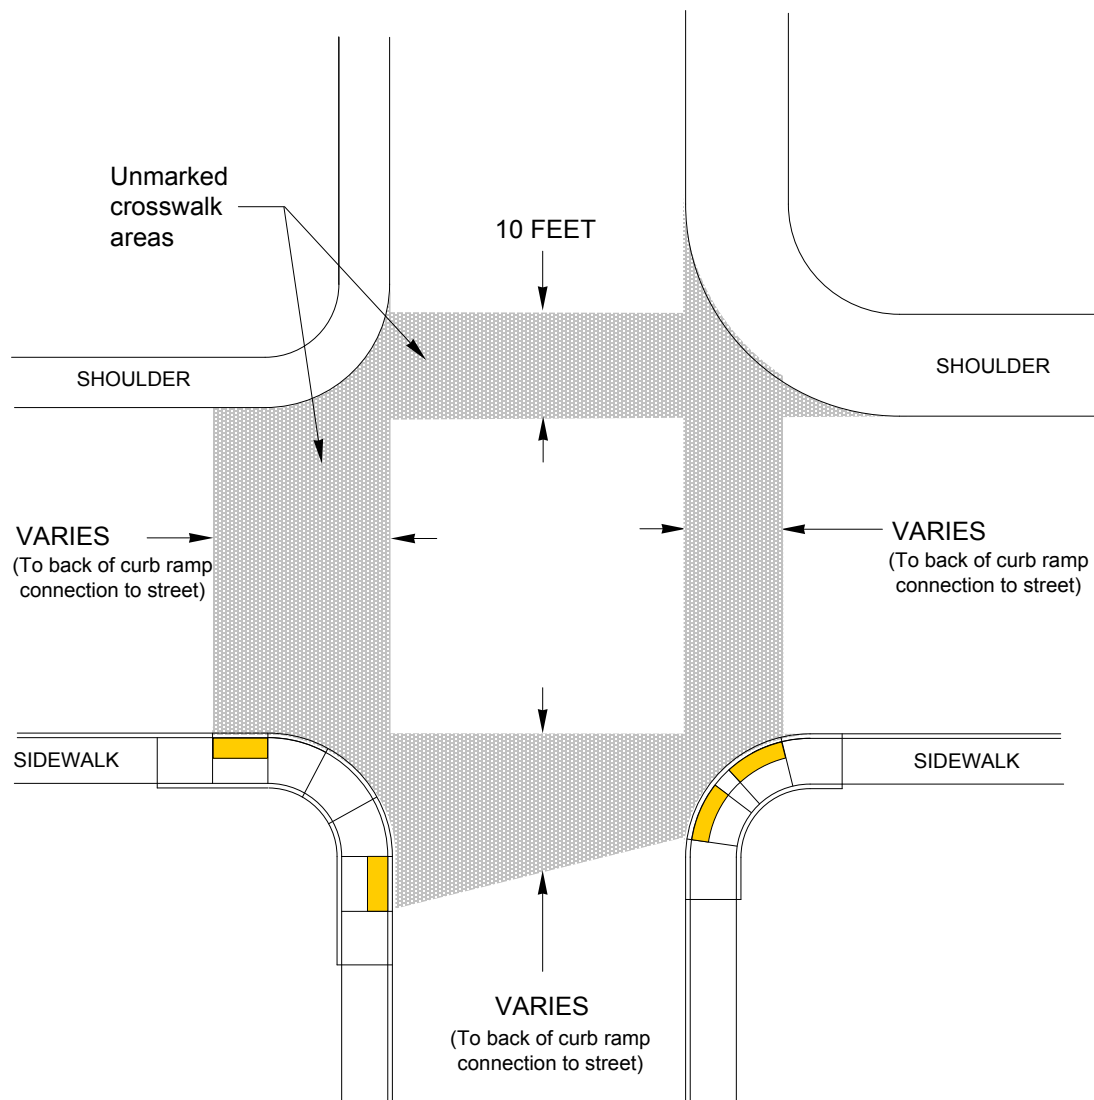 Unmarked
crosswalk
areas
10 FEET
SHOULDER
SHOULDER
VARIES
(To back of curb ramp
connection to street)
VARIES
(To back of curb ramp
connection to street)
SIDEWALK
SIDEWALK
VARIES
(To back of curb ramp
connection to street)